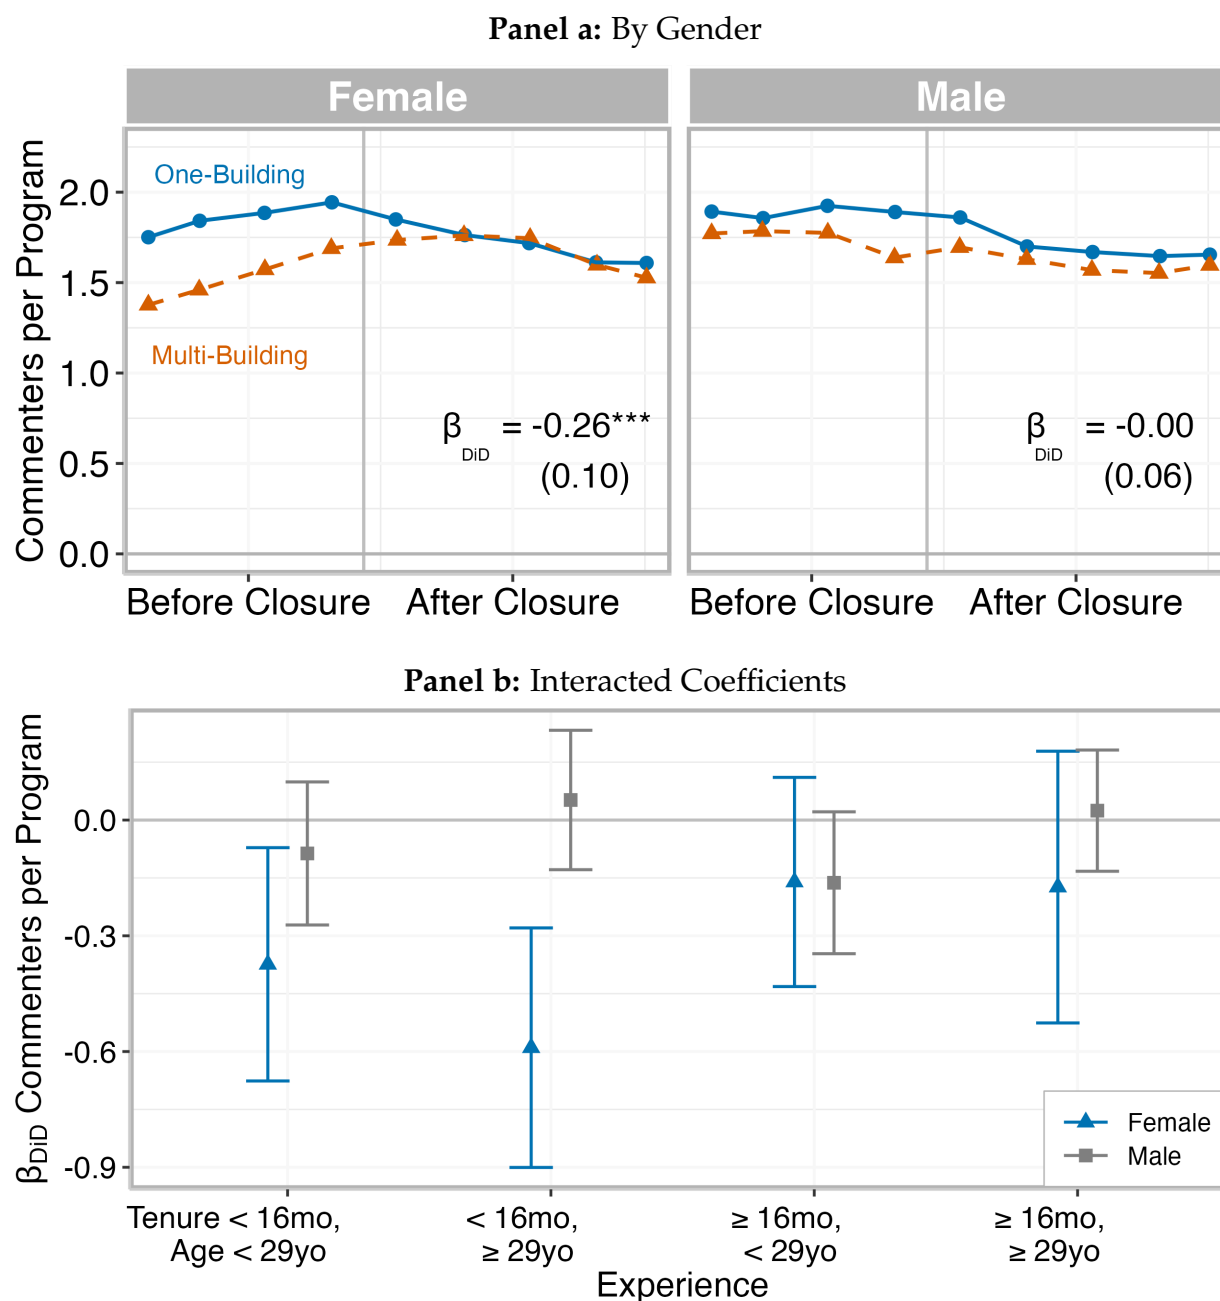 Panel a: By Gender
Female
Male
Commenters per Program
2.0
1.5
1.0
0.5
0.0
One-Building
Multi-Building
β DiD = -0.26***
(0.10)
β DiD = -0.00
(0.06)
Before Closure After Closure
Before Closure After Closure
Panel b: Interacted Coefficients
βDiD Commenters per Program
0.0
-0.3
-0.6
-0.9
Female
Male
Tenure < 16mo,
Age < 29yo
< 16mo,
≥ 29yo
≥ 16mo,
< 29yo
≥ 16mo,
≥ 29yo
Experience